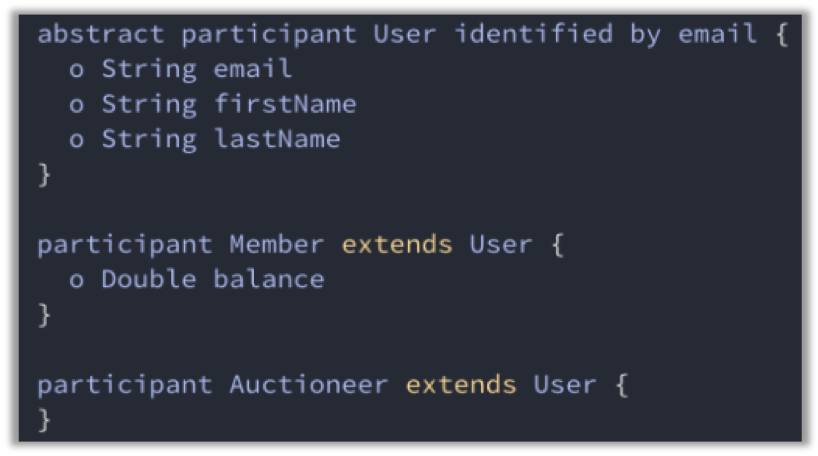 abstract participant User identified by email {
  o String email
  o String firstName
  o String lastName
}
participant Member extends User {
  o Double balance
}
participant Auctioneer extends User {
}